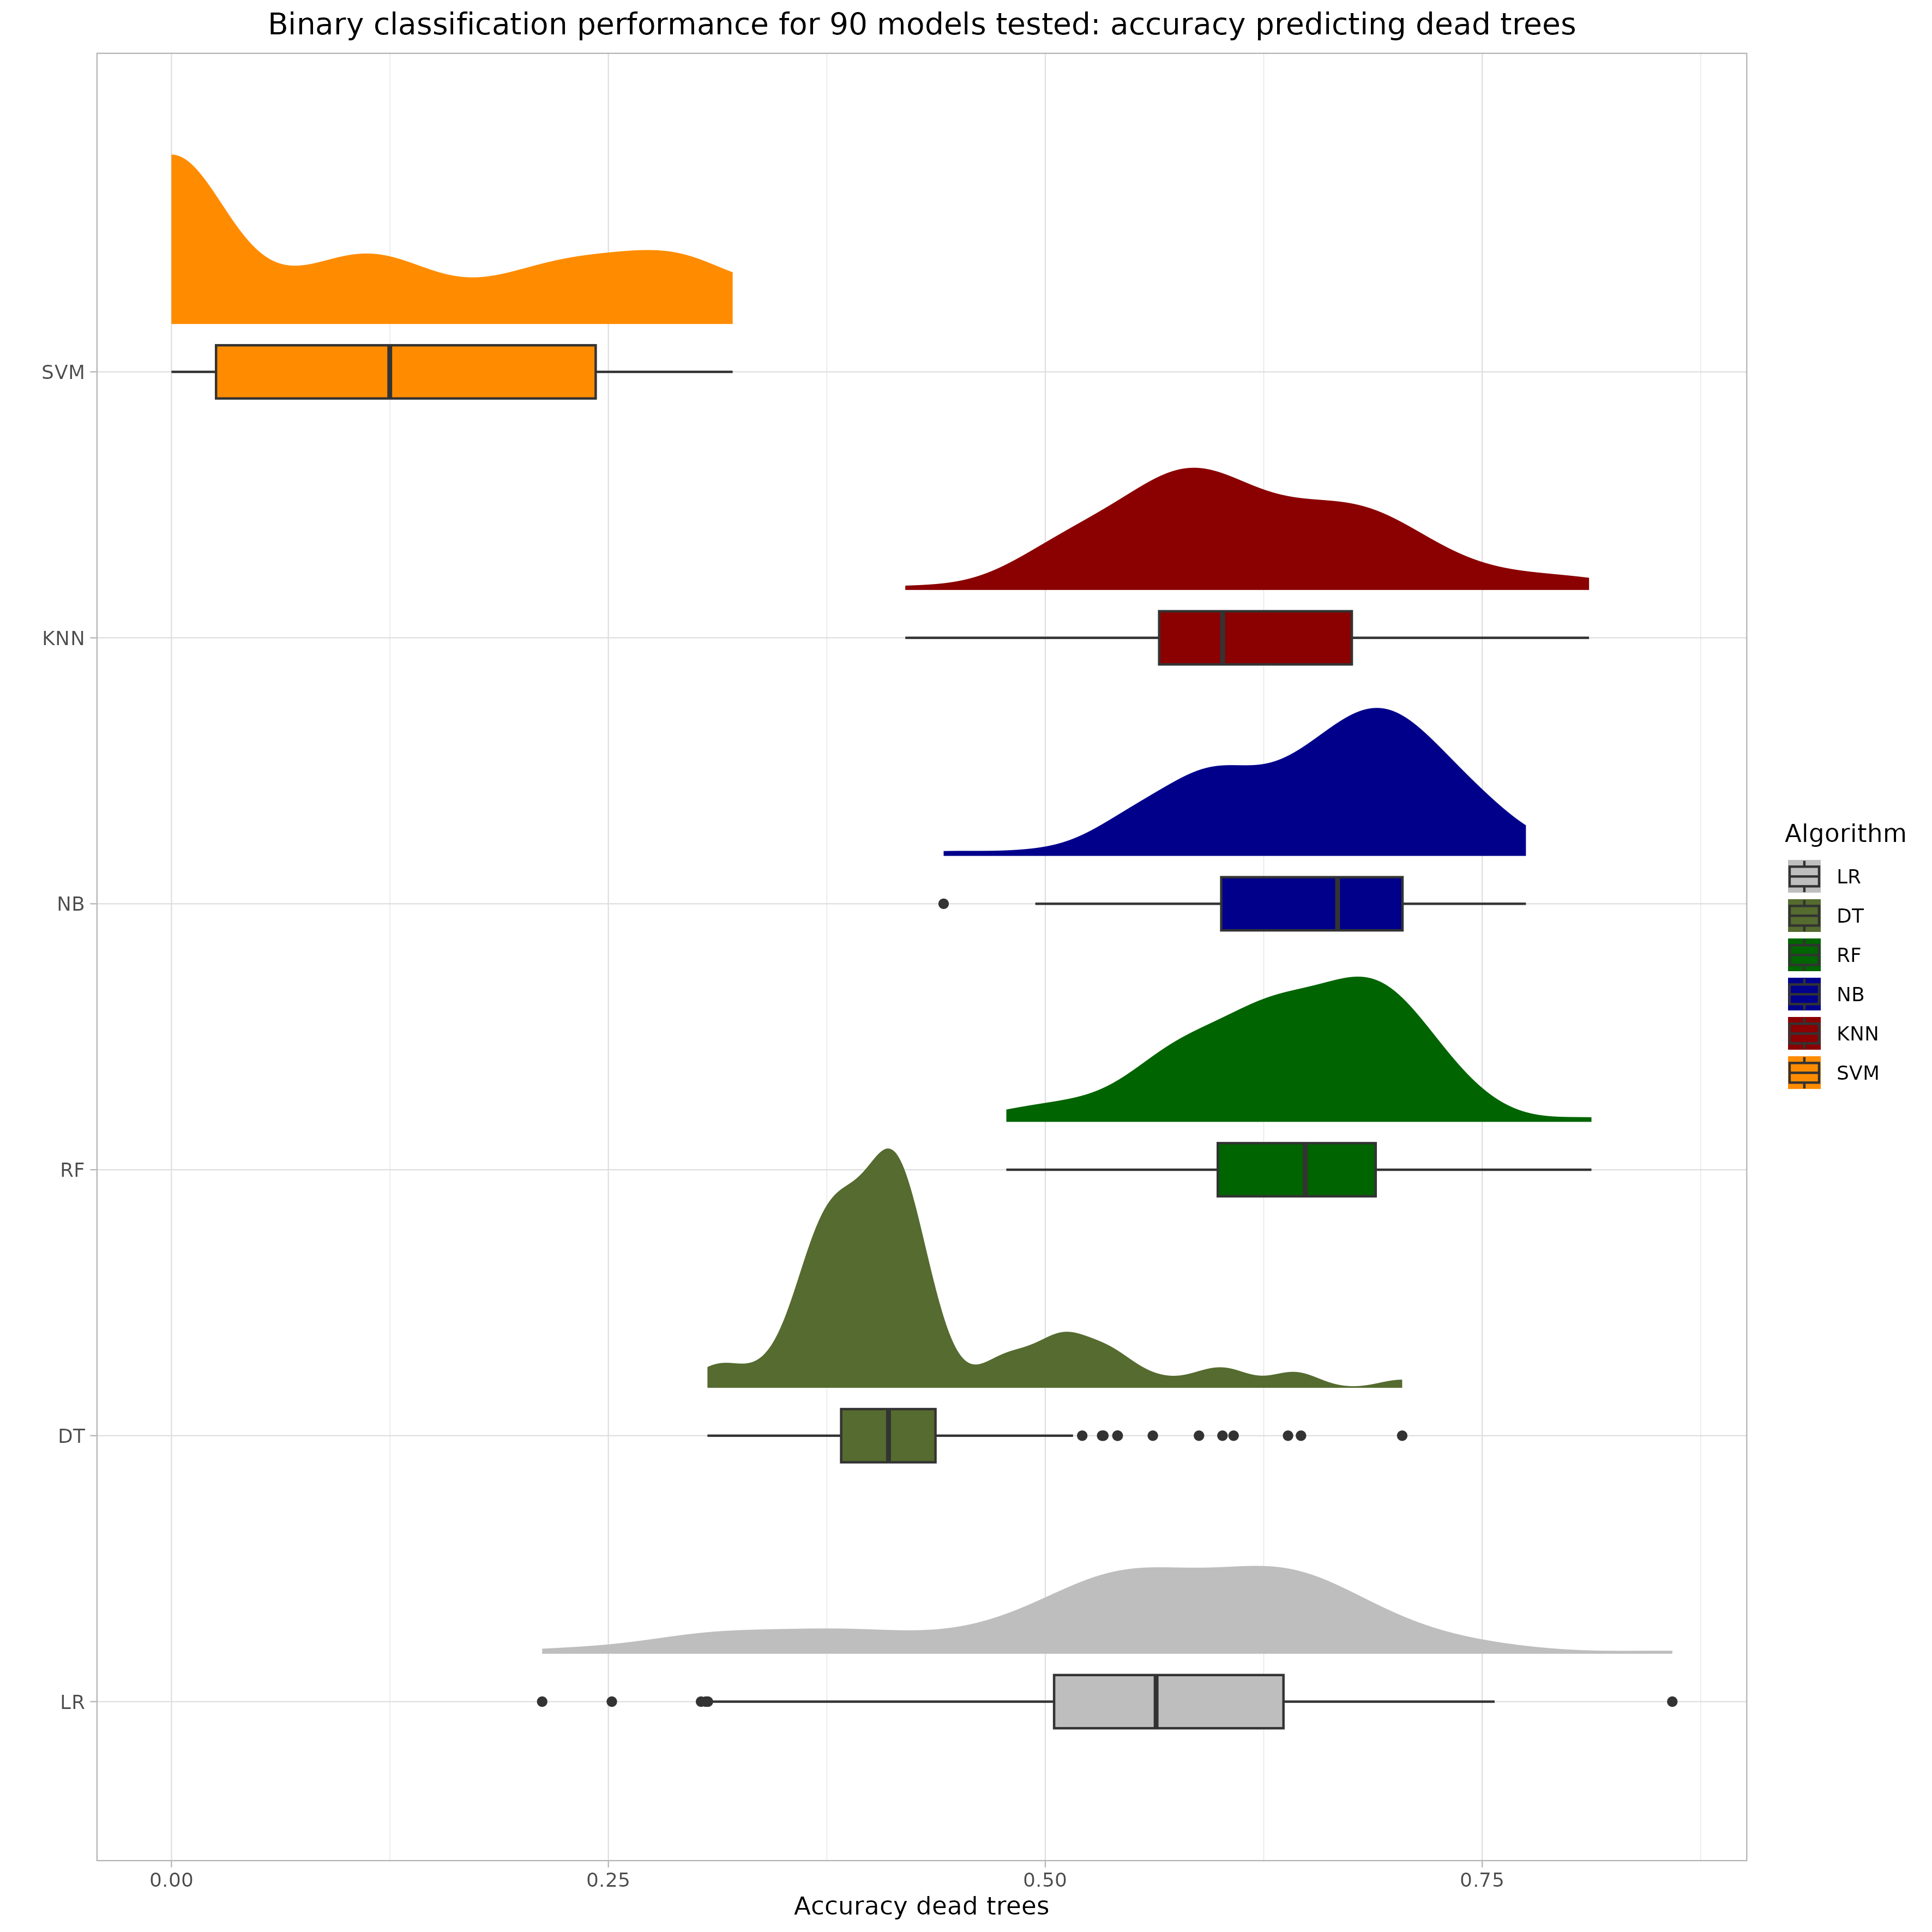 Binary classification performance for 90 models tested: accuracy predicting dead trees
SVM
KNN
NB
RF
DT
LR
0.00
0.25
0.50
0.75
Accuracy dead trees
Algorithm
LR
DT
RF
NB
KNN
SVM